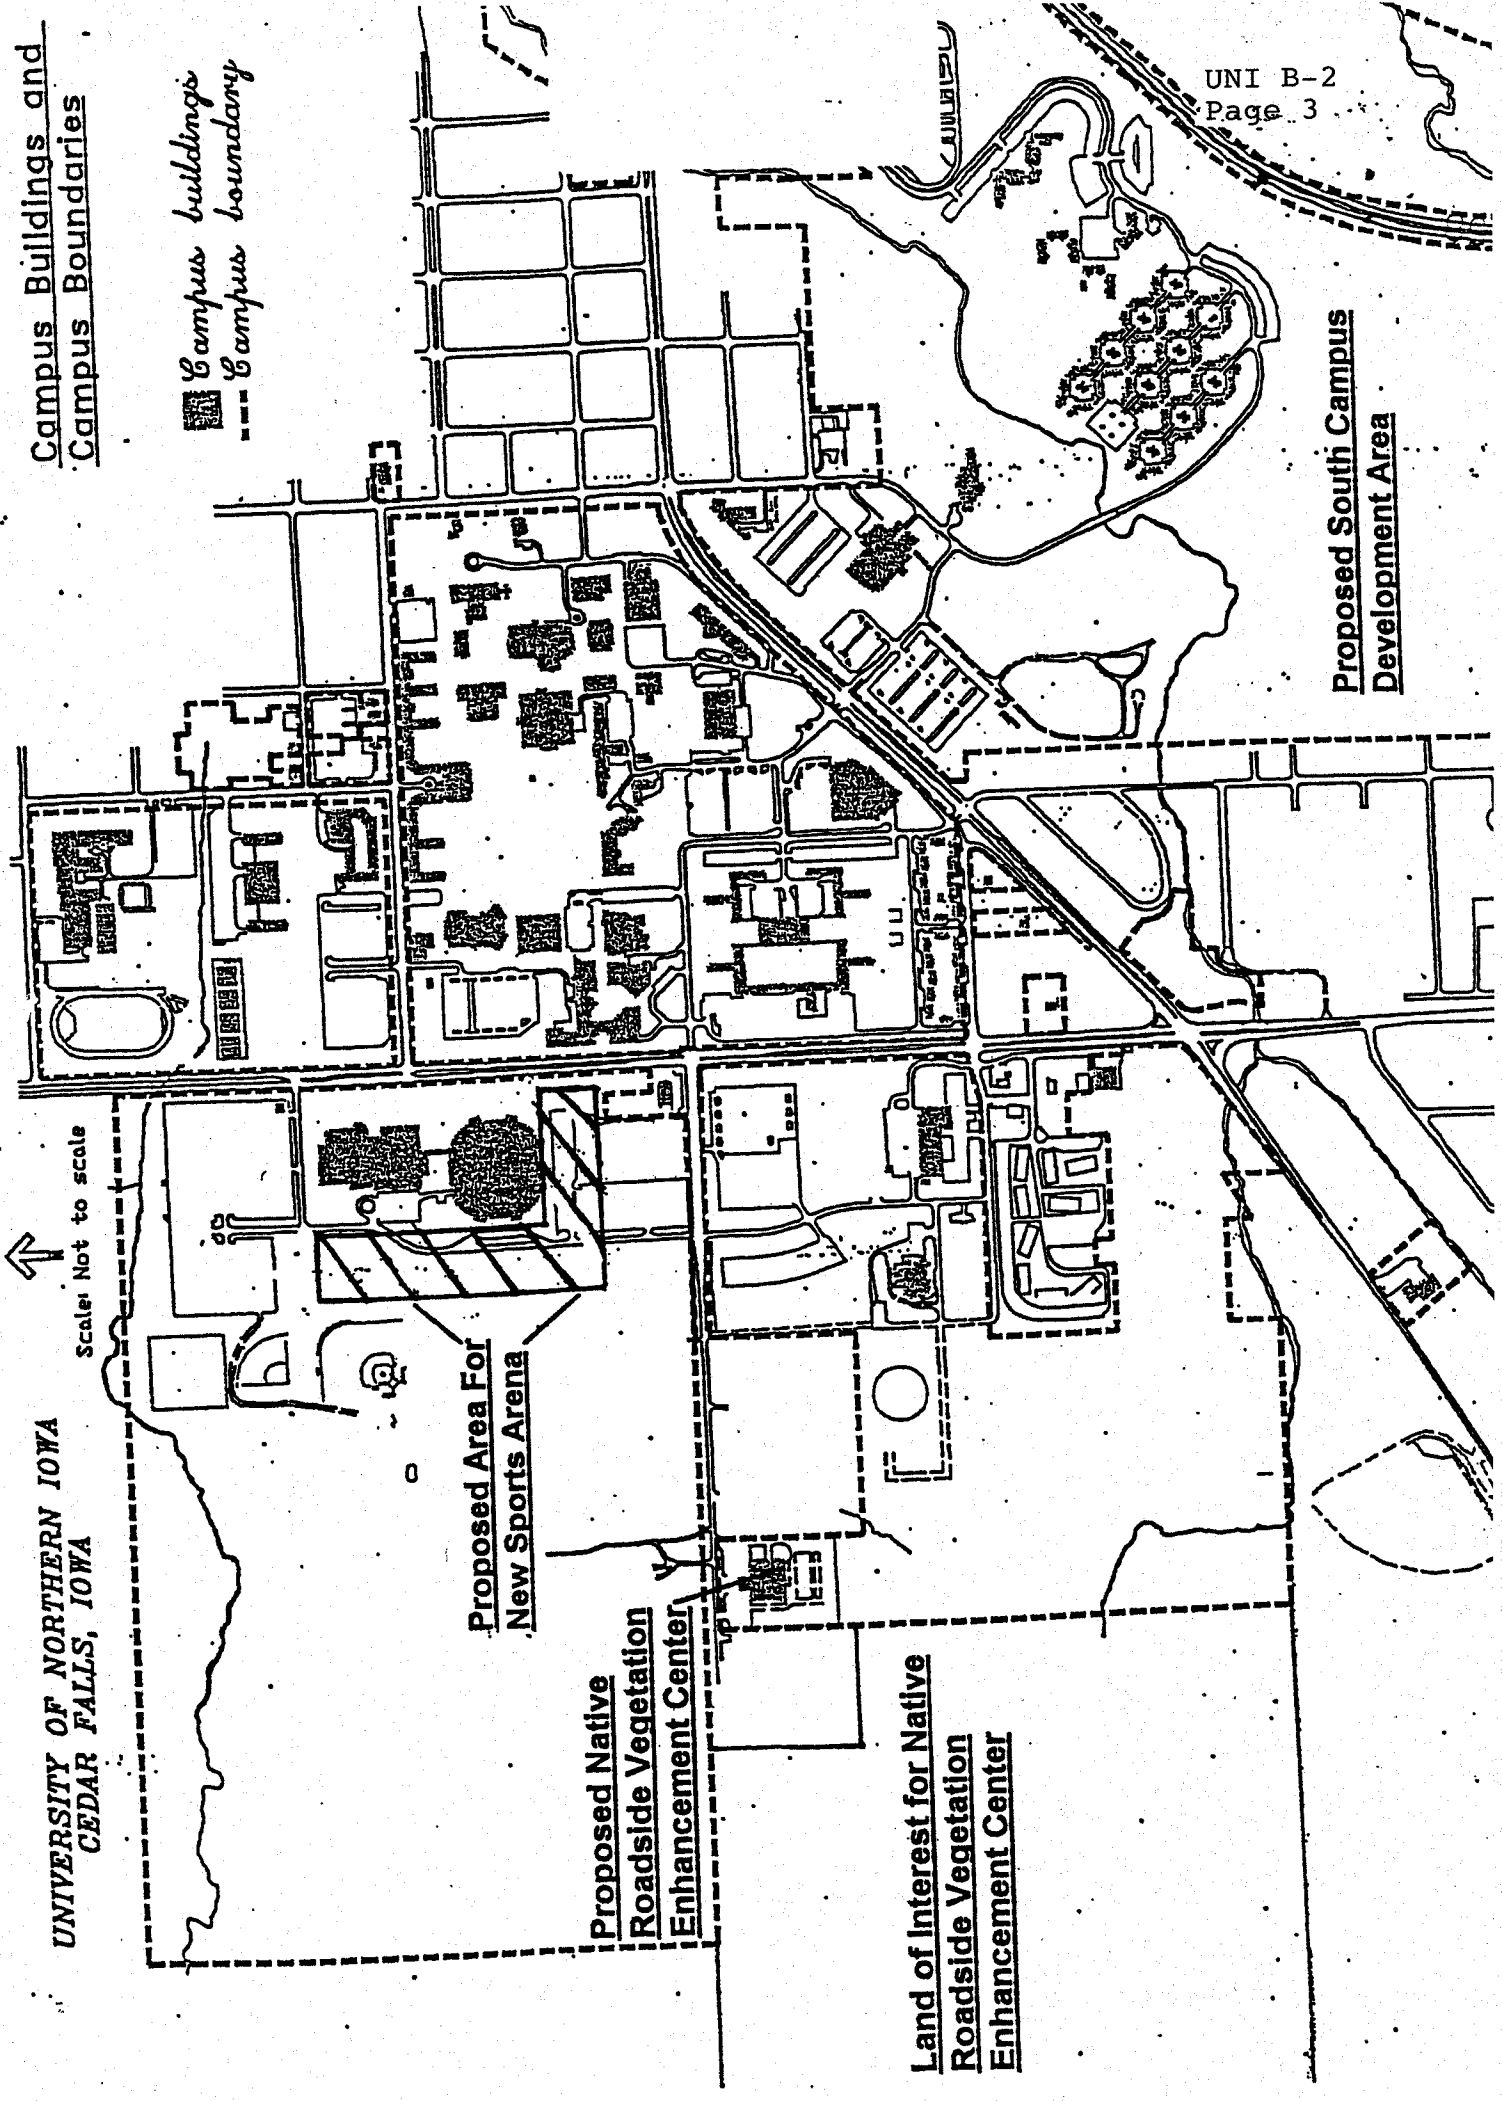 UNI B-2
Page 3
UNIVERSITY OF NORTHERN IOWA
CEDAR FALLS, IOWA
Scale: Not to scale
Campus Buildings and
Campus Boundaries
Campus buildings
Campus boundary
Proposed Area For
New Sports Arena
Proposed Native
Roadside Vegetation
Enhancement Center
Land of Interest for Native
Roadside Vegetation
Enhancement Center
Proposed South Campus
Development Area